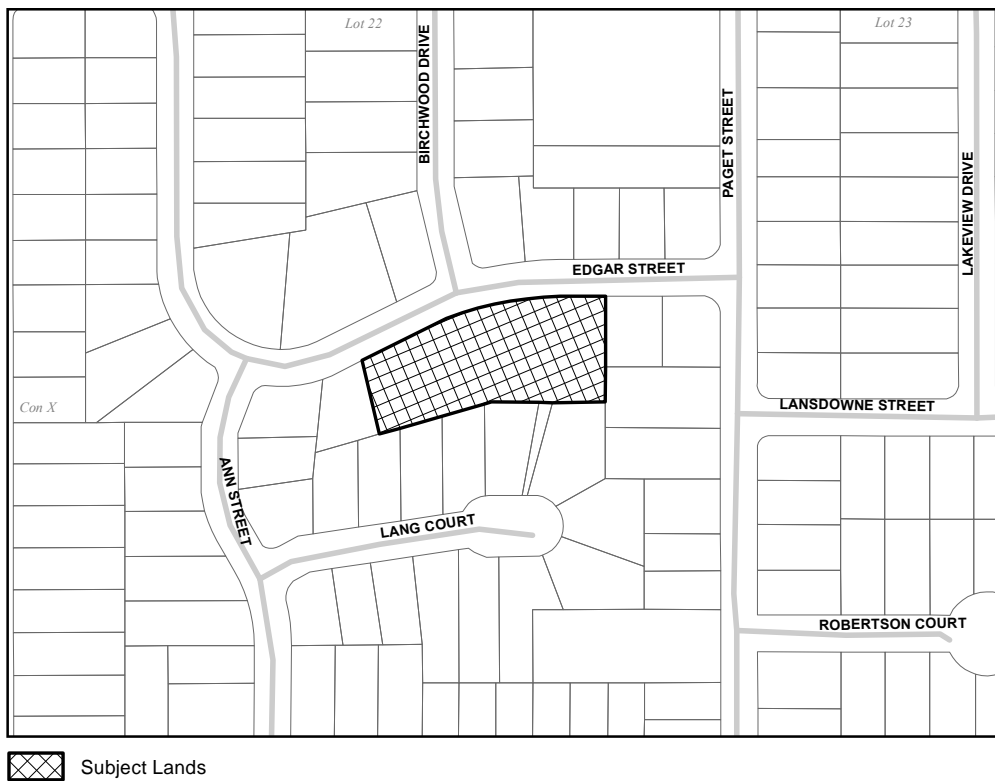 Lot 22
Lot 23
BIRCHWOOD DRIVE
PAGET STREET
LAKEVIEW DRIVE
EDGAR STREET
Con X
LANSDOWNE STREET
ANN STREET
LANG COURT
ROBERTSON COURT
Subject Lands